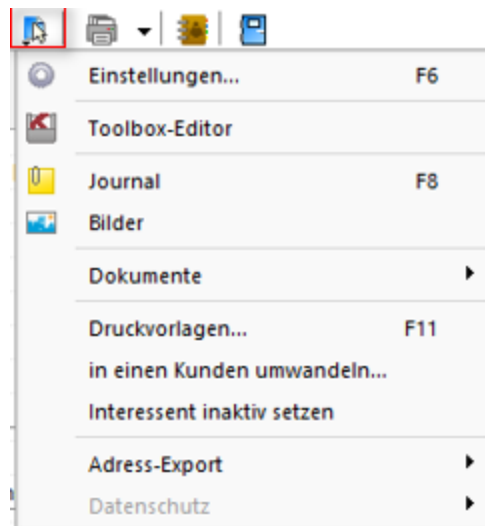 Einstellungen... F6
Toolbox-Editor
Journal F8
Bilder
Dokumente
Druckvorlagen... F11
in einen Kunden umwandeln...
Interessent inaktiv setzen
Adress-Export
Datenschutz